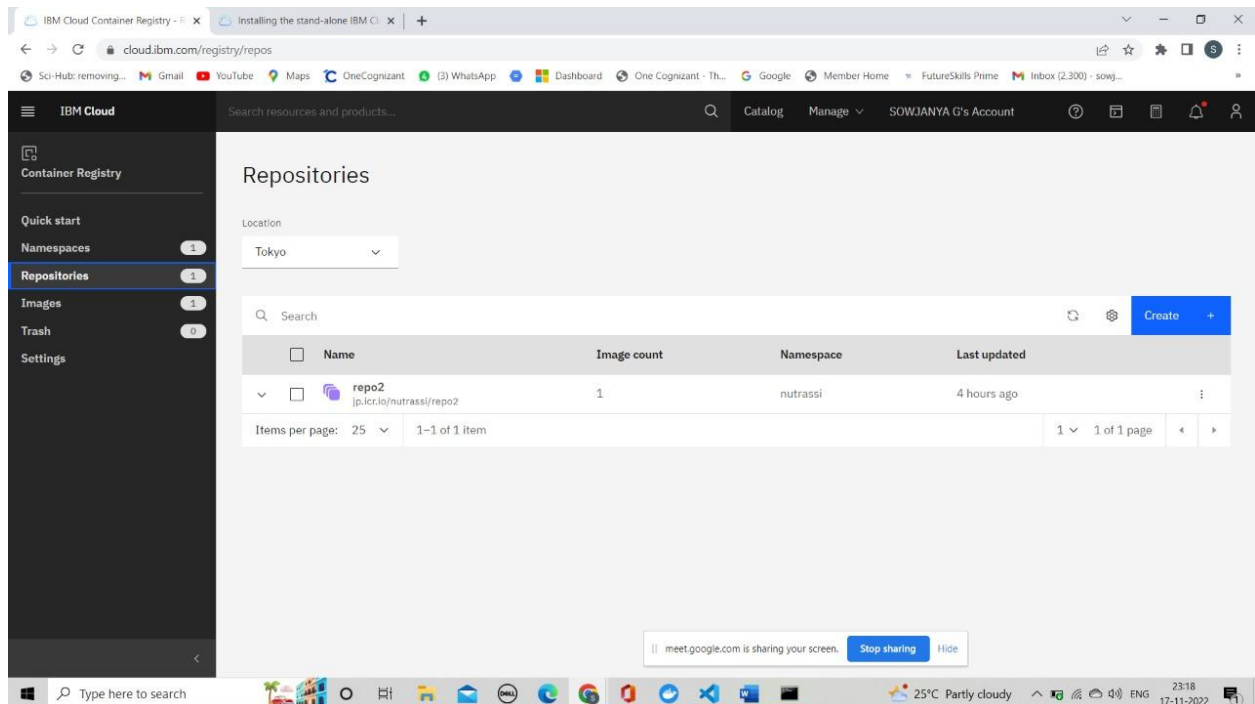 IBM Cloud Container Registry - R
Installing the stand-alone IBM Cl
cloud.ibm.com/registry/repos
S
Sci-Hub: removing...
Gmail
YouTube
Maps
OneCognizant
(3) WhatsApp
Dashboard
One Cognizant - Th...
Google
Member Home
FutureSkills Prime
Inbox (2,300) - sowj...
IBM Cloud
Search resources and products...
Catalog
Manage
SOWJANYA G's Account
Container Registry
Quick start
Namespaces 1
Repositories 1
Images 1
Trash 0
Settings
Repositories
Location
Tokyo
Search
Create +
Name Image count Namespace Last updated
repo2 1 nutrassi 4 hours ago
jp.icr.io/nutrassi/repo2
Items per page: 25 1–1 of 1 item 1 1 of 1 page
meet.google.com is sharing your screen. Stop sharing Hide
Type here to search
DELL
25°C Partly cloudy
ENG
23:18
17-11-2022